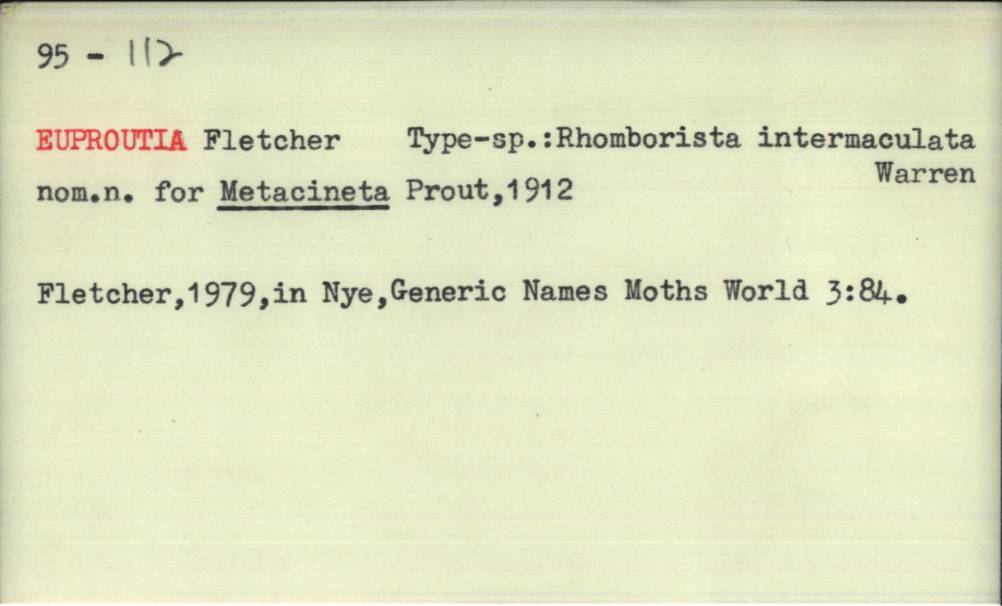 95 - 112
EUPROUTIA Fletcher Type-sp.:Rhomborista intermaculata
Warren
nom.n. for Metacineta Prout,1912
Fletcher,1979,in Nye,Generic Names Moths World 3:84.